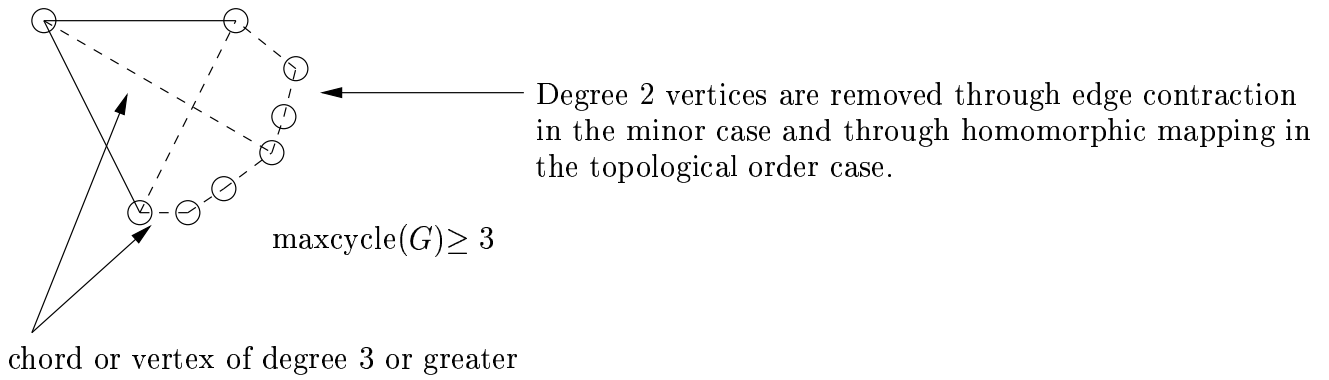 Degree 2 vertices are removed through edge contraction
in the minor case and through homomorphic mapping in
the topological order case.
maxcycle(G)≥ 3
chord or vertex of degree 3 or greater